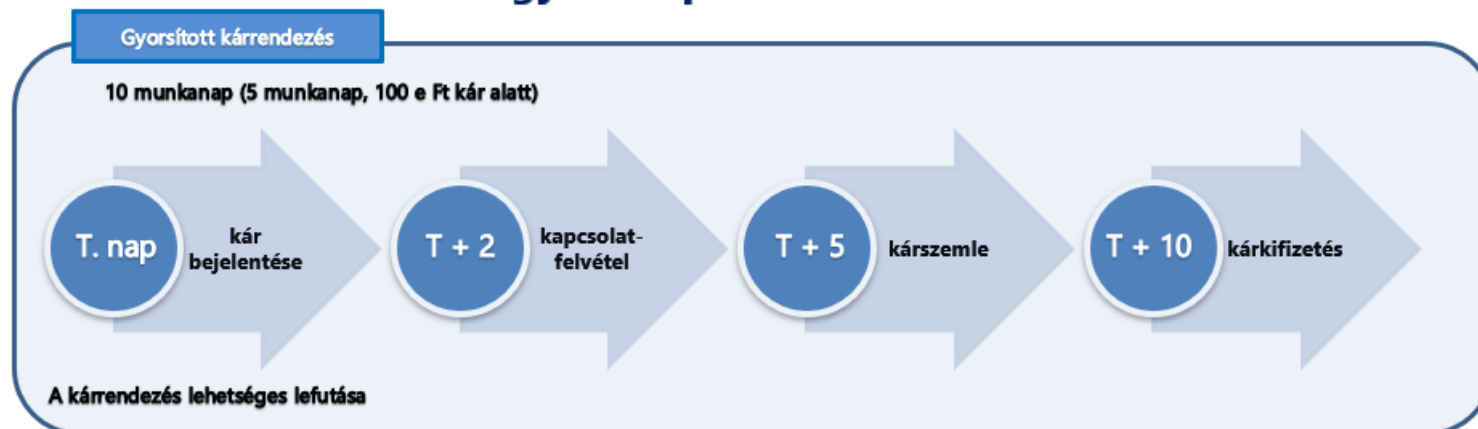 Gyorsított kárrendezés
10 munkanap (5 munkanap, 100 e Ft kár alatt)
T. nap
kár
bejelentése
T + 2
kapcsolat-
felvétel
T + 5
kárszemle
T + 10
kárkifizetés
A kárrendezés lehetséges lefutása